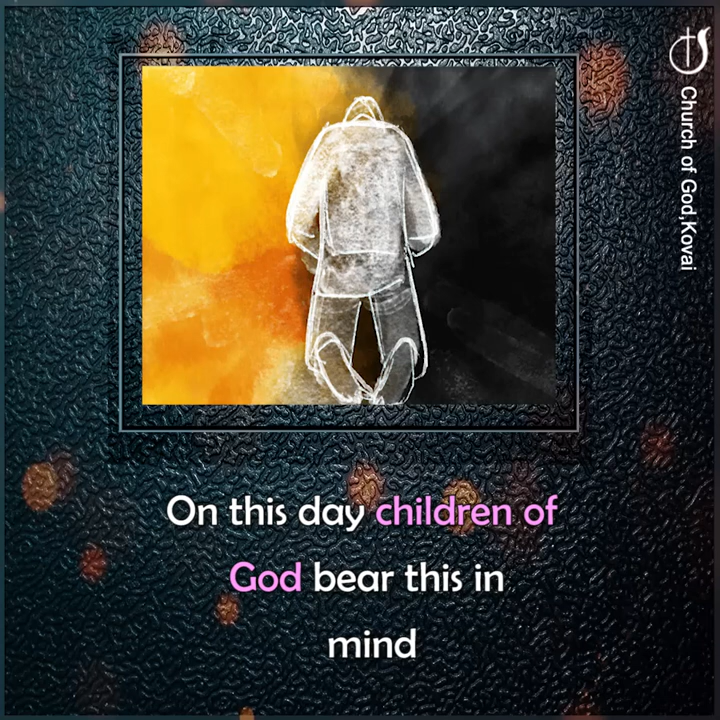 Church of God,Kovai
On this day children of
God bear this in
mind